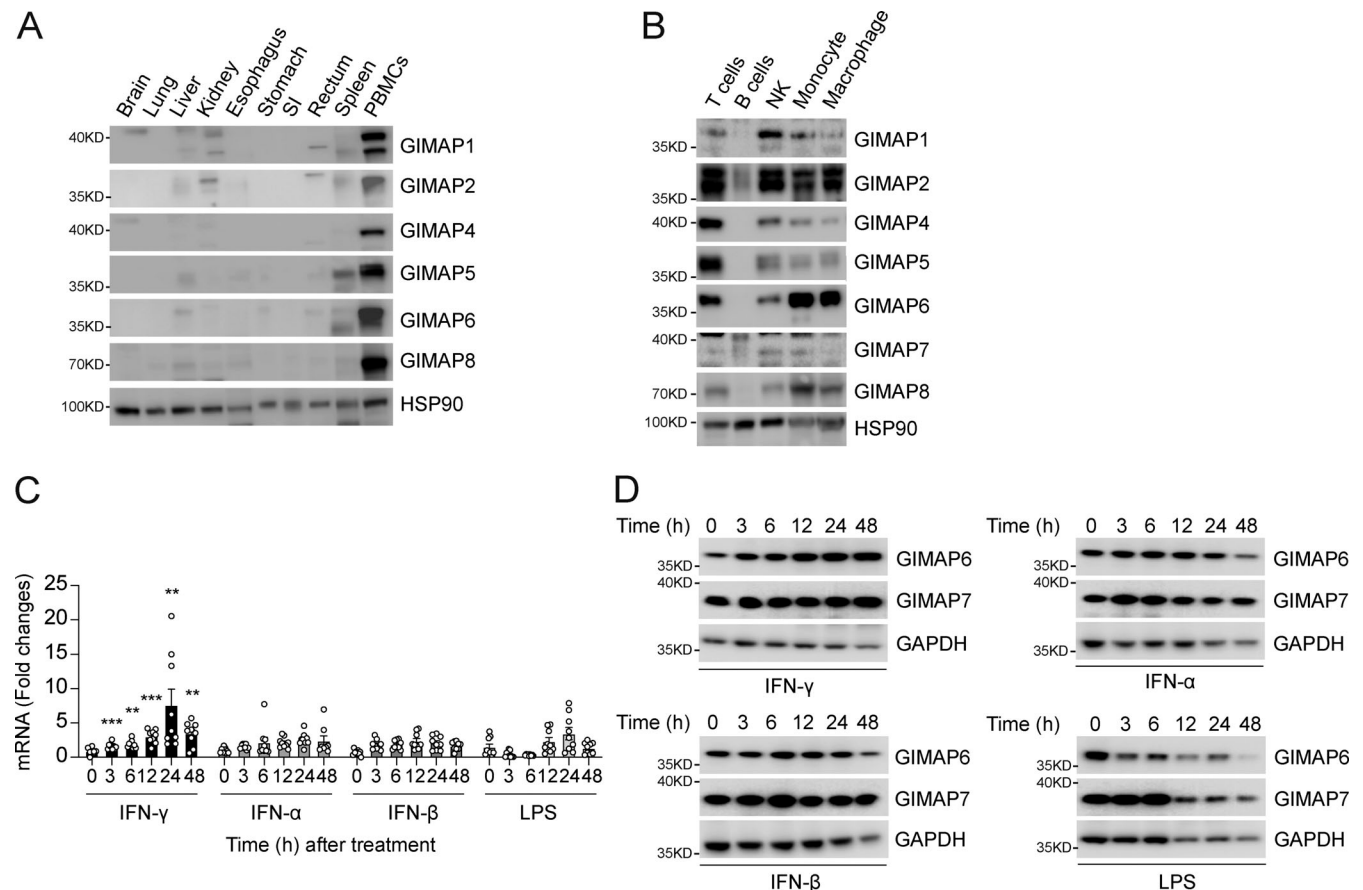 A
Brain Lung Liver Kidney Esophagus Stomach SI Rectum Spleen PBMCs
40KD
GIMAP1
35KD
GIMAP2
40KD
GIMAP4
35KD
GIMAP5
35KD
GIMAP6
70KD
GIMAP8
100KD
HSP90
B
T cells B cells NK Monocyte Macrophage
35KD
GIMAP1
35KD
GIMAP2
40KD
GIMAP4
35KD
GIMAP5
35KD
GIMAP6
40KD
GIMAP7
70KD
GIMAP8
100KD
HSP90
C
mRNA (Fold changes)
25
20
15
10
5
0
*** ** *** ** **
0 3 6 12 24 48 0 3 6 12 24 48 0 3 6 12 24 48 0 3 6 12 24 48
IFN-γ IFN-α IFN-β LPS
Time (h) after treatment
D
Time (h) 0 3 6 12 24 48
35KD
GIMAP6
40KD
GIMAP7
35KD
GAPDH
IFN-γ
Time (h) 0 3 6 12 24 48
35KD
GIMAP6
40KD
GIMAP7
35KD
GAPDH
IFN-α
Time (h) 0 3 6 12 24 48
35KD
GIMAP6
40KD
GIMAP7
35KD
GAPDH
IFN-β
Time (h) 0 3 6 12 24 48
35KD
GIMAP6
40KD
GIMAP7
35KD
GAPDH
LPS